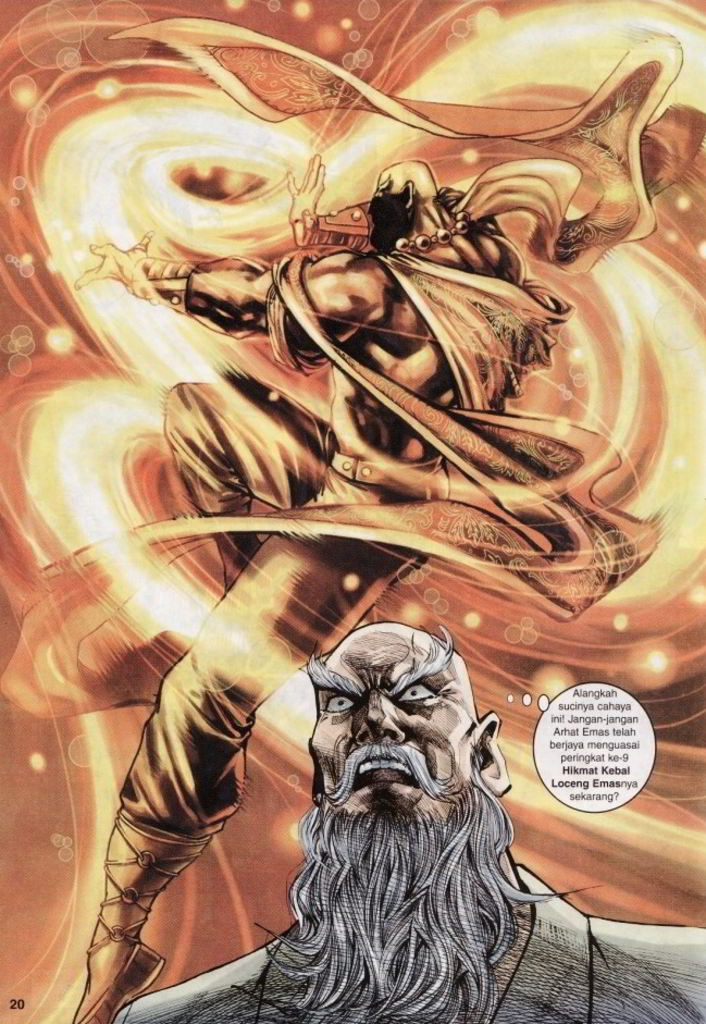 Alangkah
sucinya cahaya
ini! Jangan-jangan
Arhat Emas telah
berjaya menguasai
peringkat ke-9
Hikmat Kebal
Loceng Emasnya
sekarang?
20